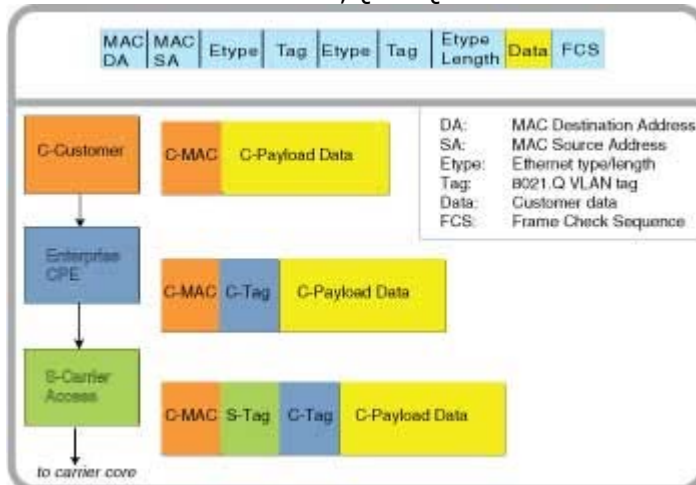 MAC DA
MAC SA
Etype
Tag
Etype
Tag
Etype Length
Data
FCS
DA: MAC Destination Address
SA: MAC Source Address
Etype: Ethernet type/length
Tag: 8021.Q VLAN tag
Data: Customer data
FCS: Frame Check Sequence
C-Customer
C-MAC
C-Payload Data
Enterprise
CPE
C-MAC
C-Tag
C-Payload Data
S-Carrier
Access
C-MAC
S-Tag
C-Tag
C-Payload Data
to carrier core